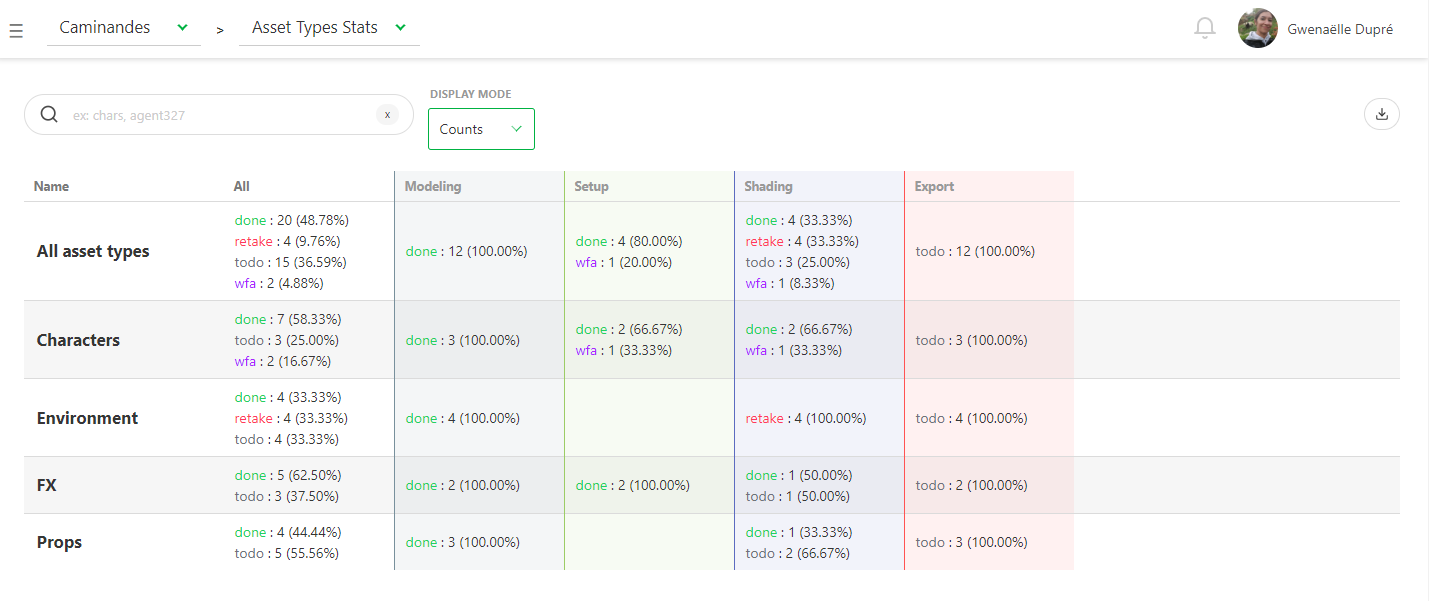 Caminandes > Asset Types Stats
Gwenaëlle Dupré
DISPLAY MODE
ex: chars, agent327 x
Counts
Name All Modeling Setup Shading Export
All asset types
done : 20 (48.78%)
retake : 4 (9.76%)
todo : 15 (36.59%)
wfa : 2 (4.88%)
done : 12 (100.00%)
done : 4 (80.00%)
wfa : 1 (20.00%)
done : 4 (33.33%)
retake : 4 (33.33%)
todo : 3 (25.00%)
wfa : 1 (8.33%)
todo : 12 (100.00%)
Characters
done : 7 (58.33%)
todo : 3 (25.00%)
wfa : 2 (16.67%)
done : 3 (100.00%)
done : 2 (66.67%)
wfa : 1 (33.33%)
done : 2 (66.67%)
wfa : 1 (33.33%)
todo : 3 (100.00%)
Environment
done : 4 (33.33%)
retake : 4 (33.33%)
todo : 4 (33.33%)
done : 4 (100.00%)
retake : 4 (100.00%)
todo : 4 (100.00%)
FX
done : 5 (62.50%)
todo : 3 (37.50%)
done : 2 (100.00%)
done : 2 (100.00%)
done : 1 (50.00%)
todo : 1 (50.00%)
todo : 2 (100.00%)
Props
done : 4 (44.44%)
todo : 5 (55.56%)
done : 3 (100.00%)
done : 1 (33.33%)
todo : 2 (66.67%)
todo : 3 (100.00%)